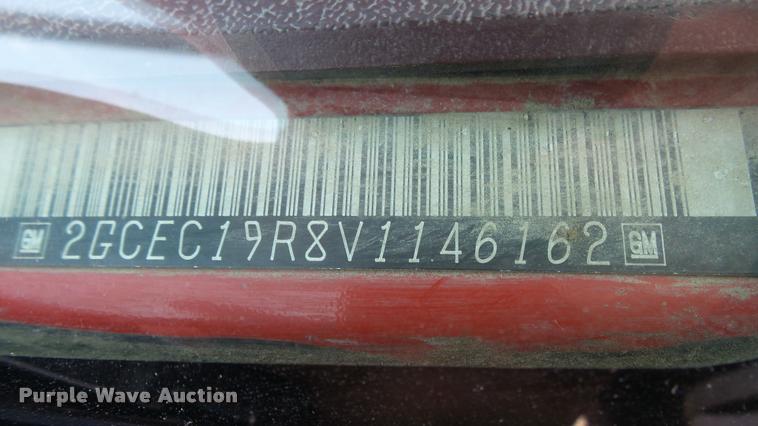 GM 2GCEC19R8V1146162 GM
Purple Wave Auction